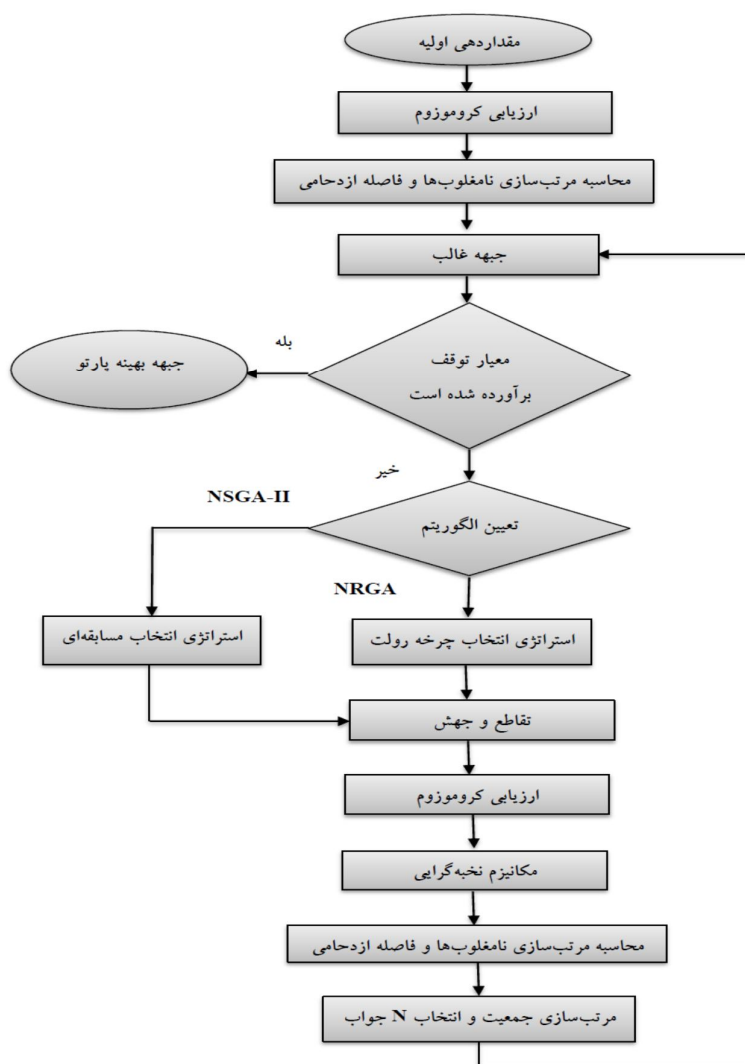 مقداردهی اولیه
ارزیابی کروموزوم
محاسبه مرتب‌سازی نامغلوب‌ها و فاصله ازدحامی
جبهه غالب
معیار توقف
برآورده شده است
بله
جبهه بهینه پارتو
خیر
تعیین الگوریتم
NSGA-II
NRGA
استراتژی انتخاب چرخه رولت
استراتژی انتخاب مسابقه‌ای
تقاطع و جهش
ارزیابی کروموزوم
مکانیزم نخبه‌گرایی
محاسبه مرتب‌سازی نامغلوب‌ها و فاصله ازدحامی
مرتب‌سازی جمعیت و انتخاب N جواب